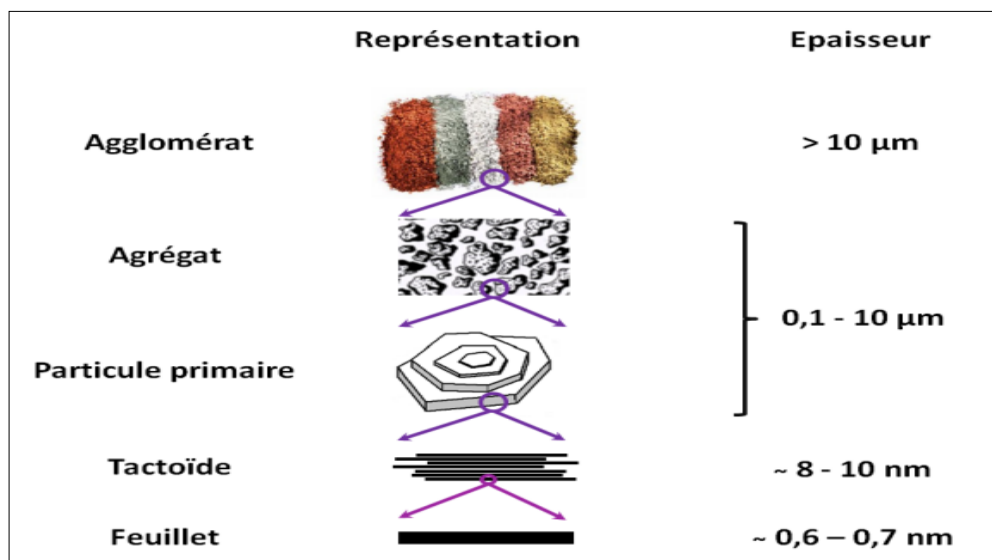 Représentation Epaisseur
Agglomérat > 10 µm
Agrégat
0,1 - 10 µm
Particule primaire
Tactoïde ~ 8 - 10 nm
Feuillet ~ 0,6 – 0,7 nm